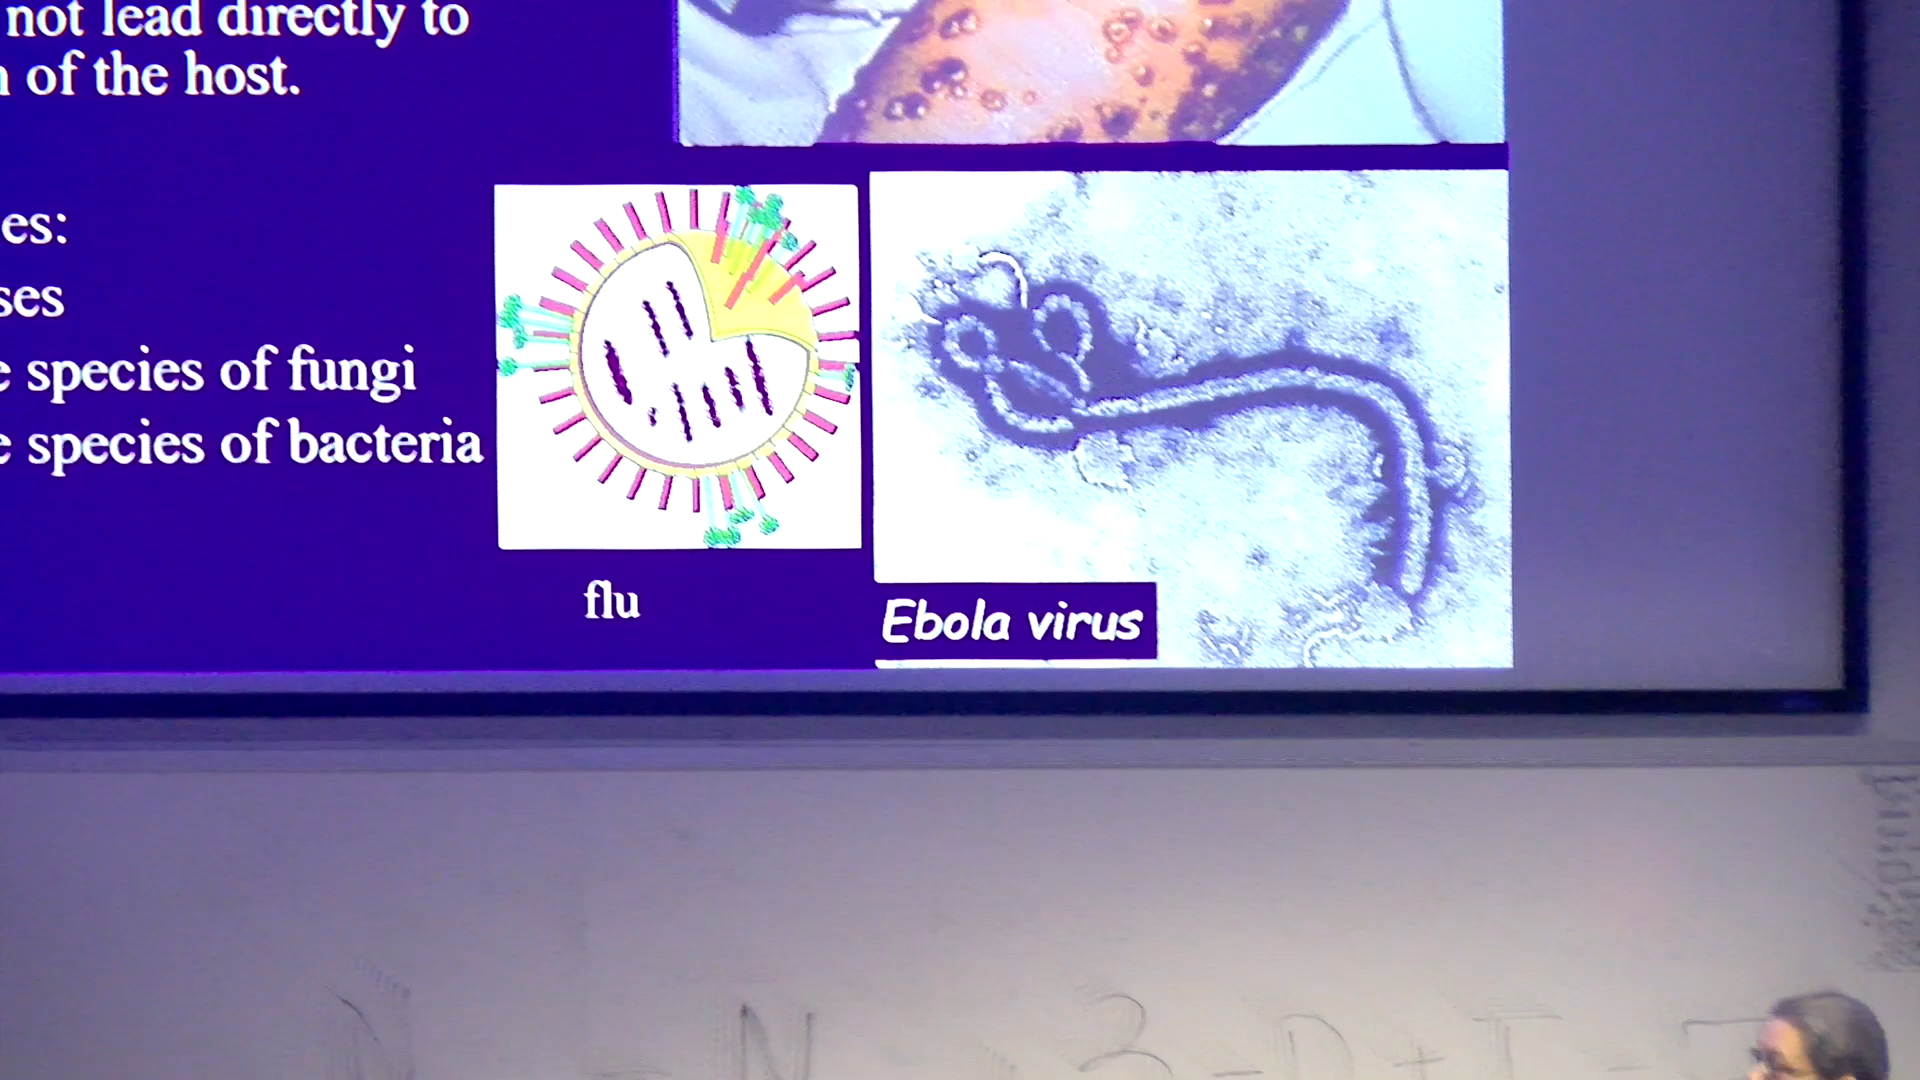 not lead directly to
of the host.
es:
ses
species of fungi
species of bacteria
flu
Ebola virus